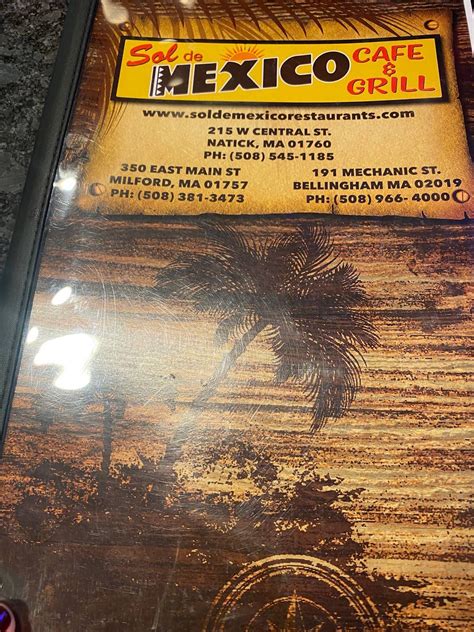 Sol de MEXICO CAFE & GRILL
www.soldemexicorestaurants.com
215 W CENTRAL ST.
NATICK, MA 01760
PH: (508) 545-1185
350 EAST MAIN ST
MILFORD, MA 01757
PH: (508) 381-3473
191 MECHANIC ST.
BELLINGHAM MA 02019
PH: (508) 966- 4000